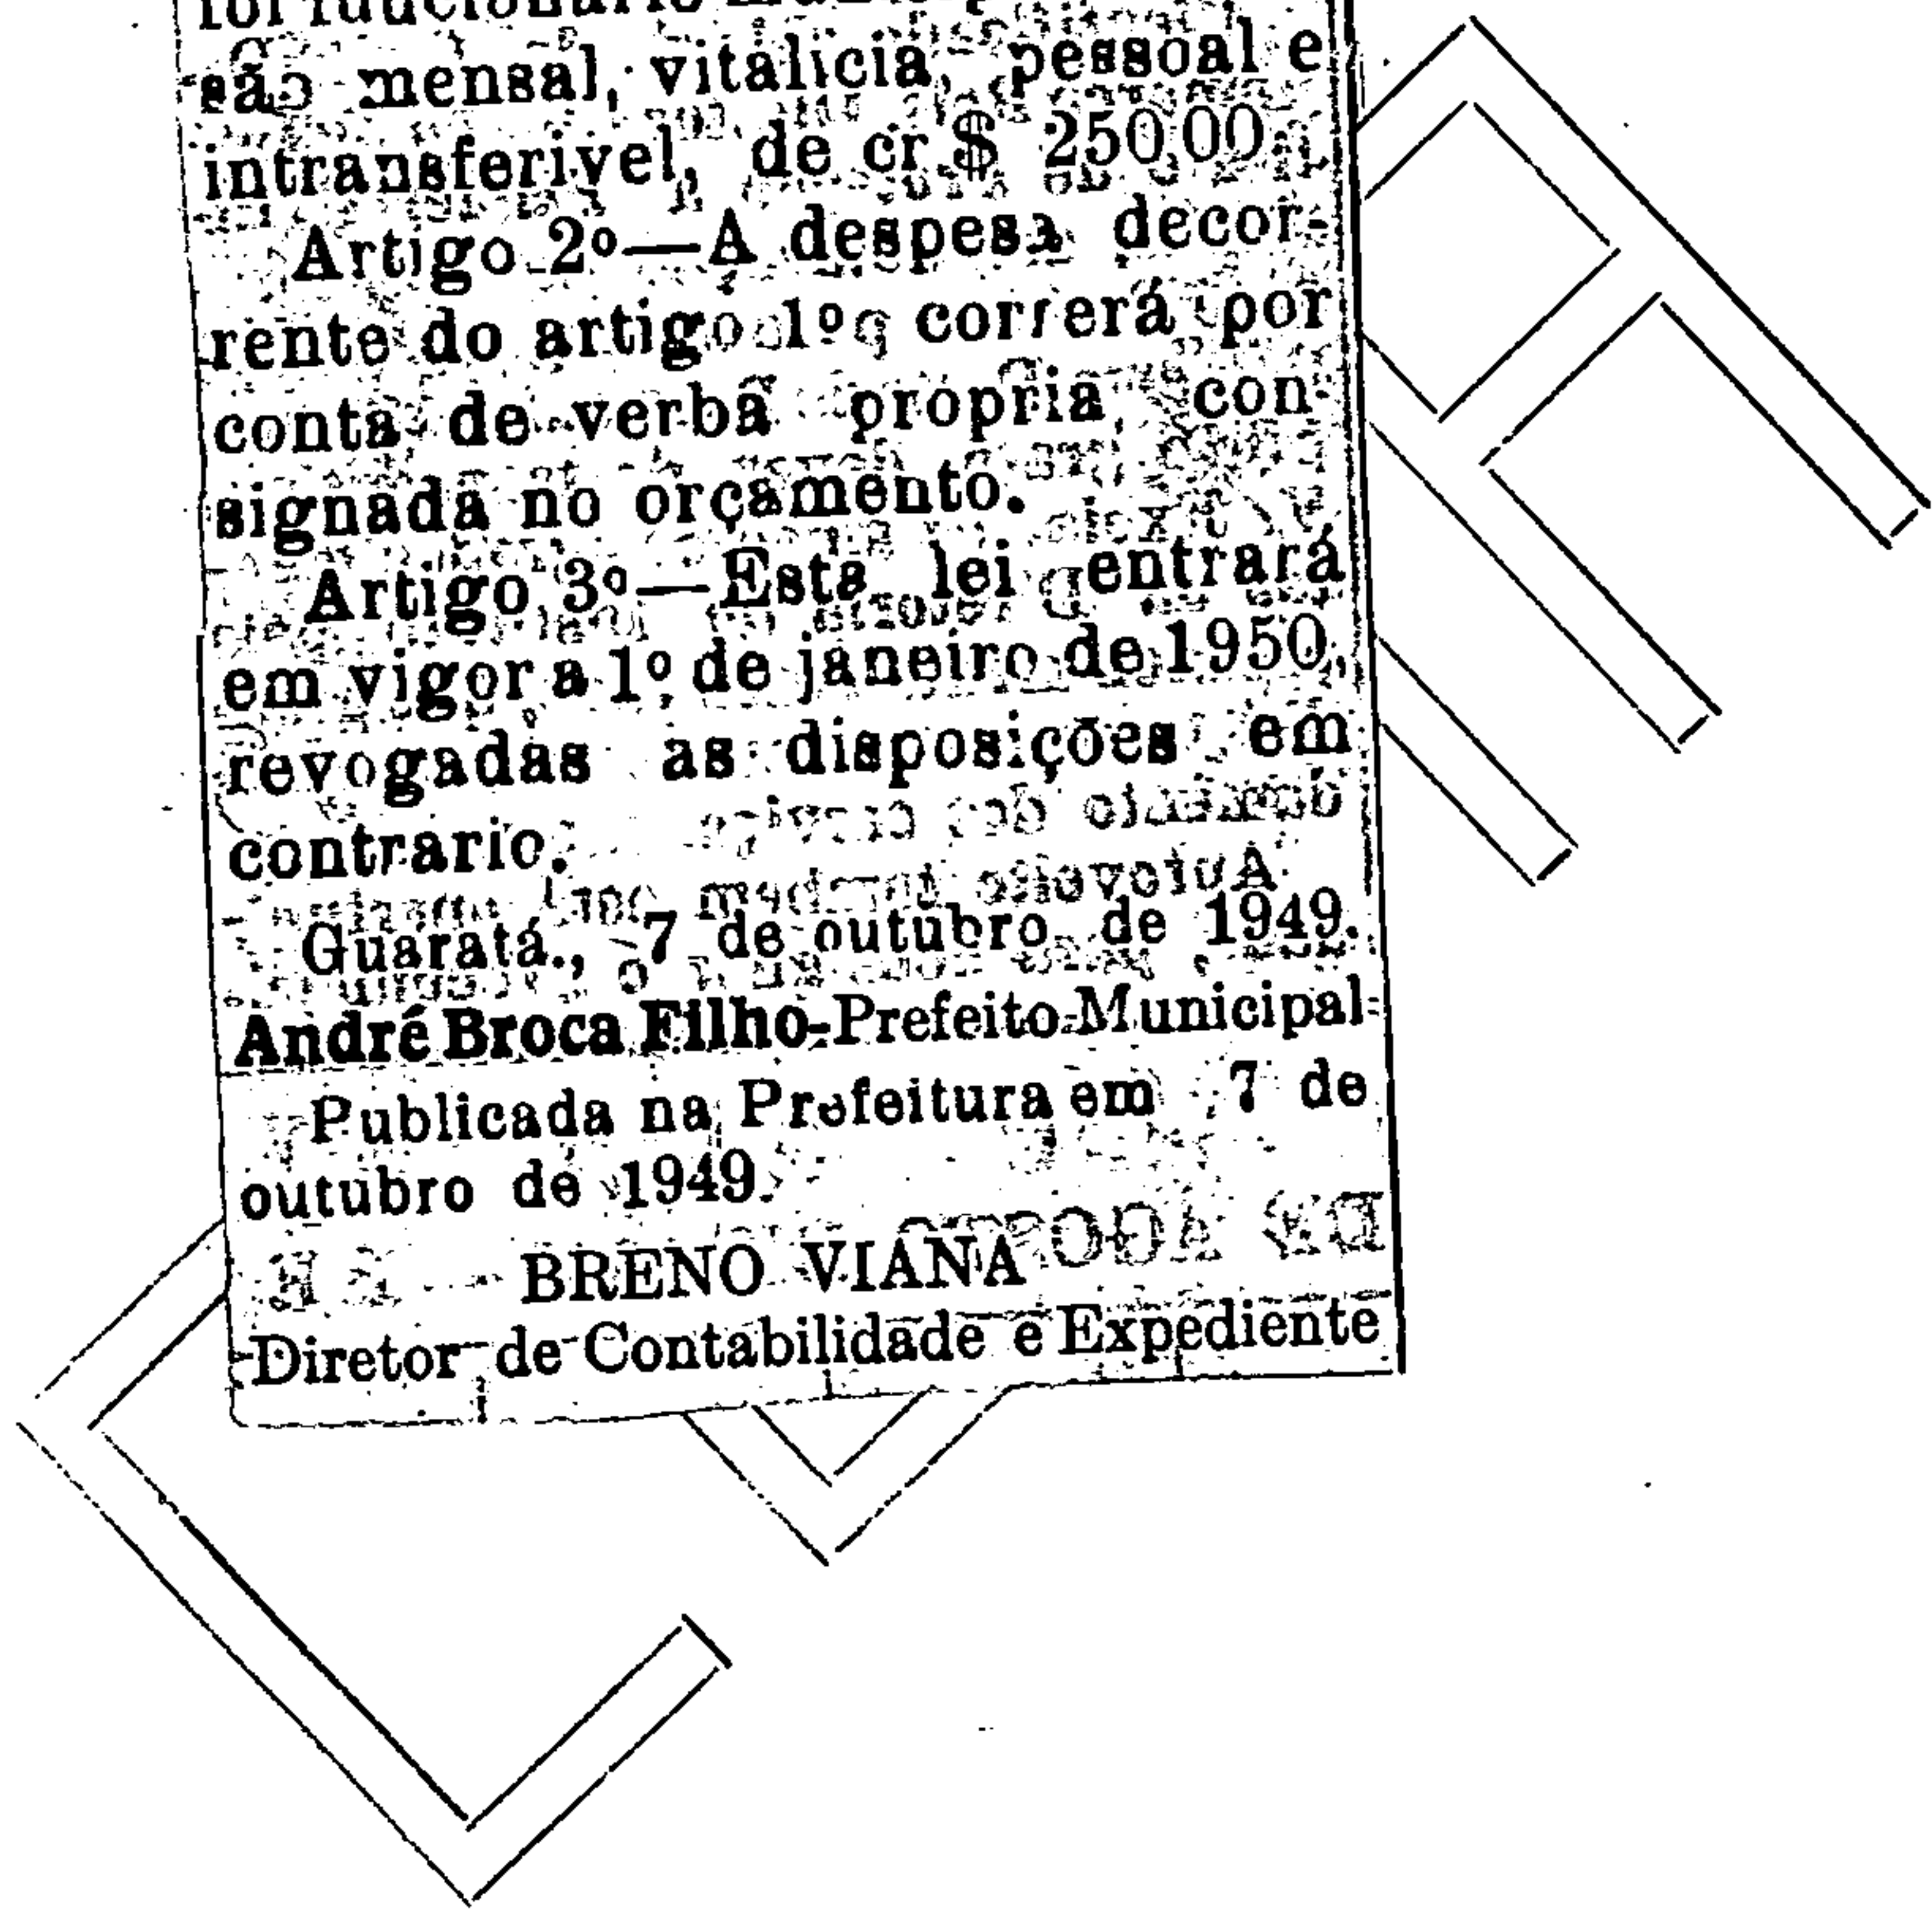 são mensal, vitalicia, pessoal e
intransferivel, de cr.$ 250,00.
Artigo 2º—A despesa decor-
rente do artigo 1º correrá por
conta de verba propria, con-
signada no orçamento.
Artigo 3º—Esta lei entrará
em vigor a 1º de janeiro de 1950,
revogadas as disposições em
contrario.
Guaratá., 7 de outubro de 1949.
André Broca Filho-Prefeito Municipal
Publicada na Prefeitura em 7 de
outubro de 1949.
BRENO VIANA
Diretor de Contabilidade e Expediente